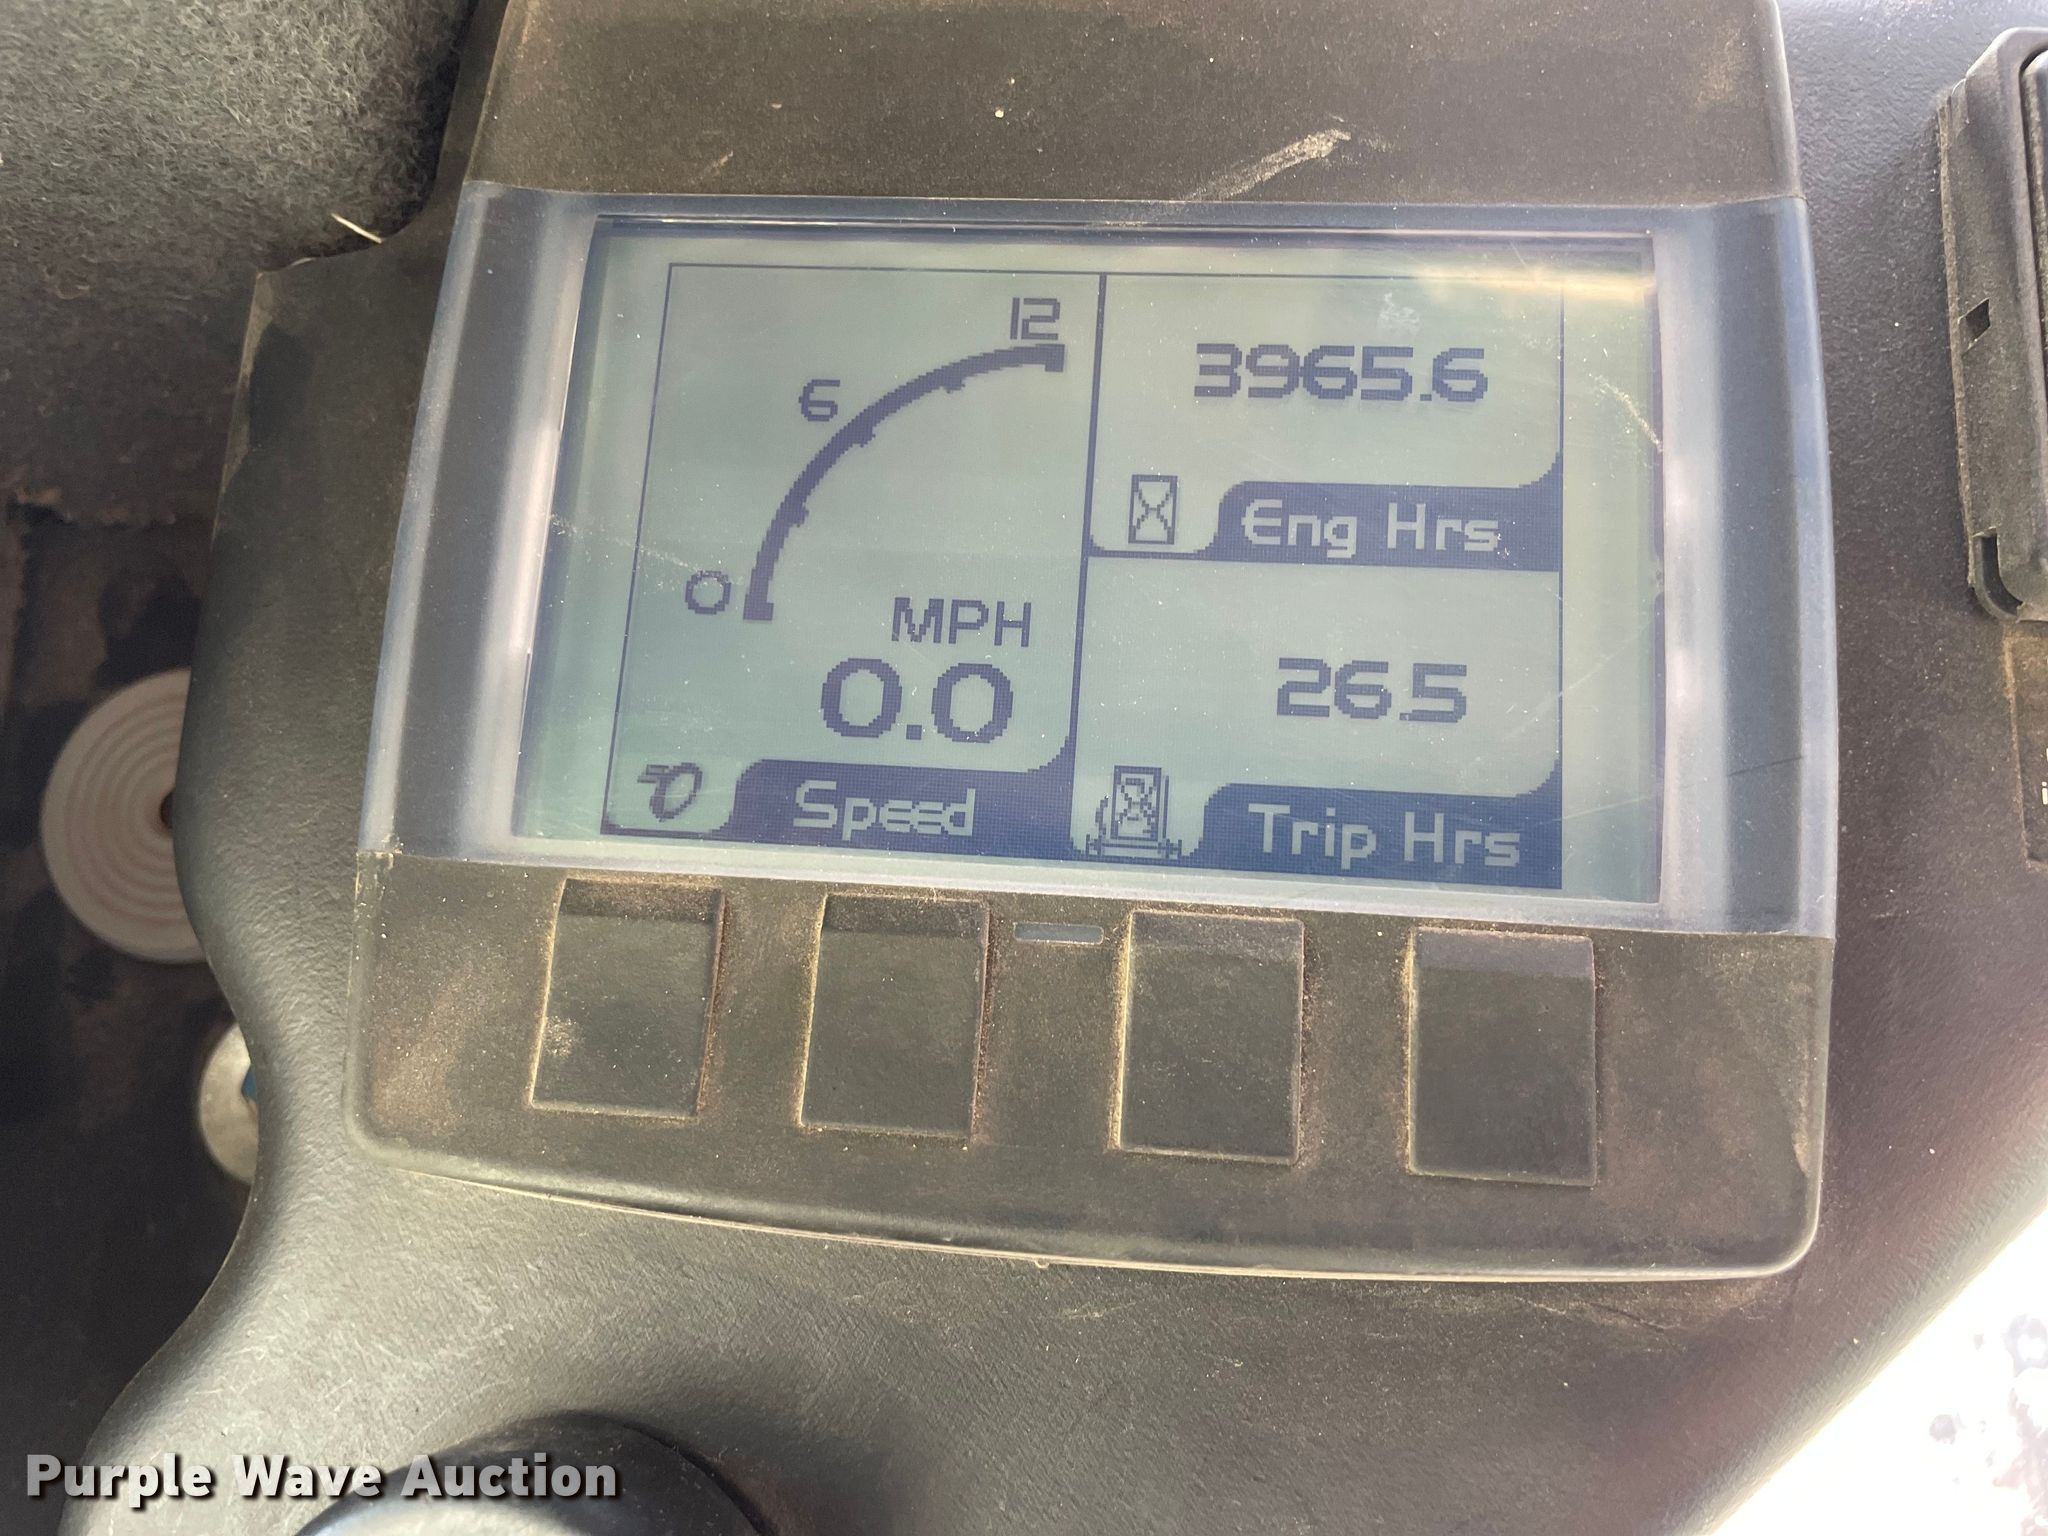 12
6
0
MPH
0.0
Speed
3965.6
Eng Hrs
26.5
Trip Hrs
Purple Wave Auction